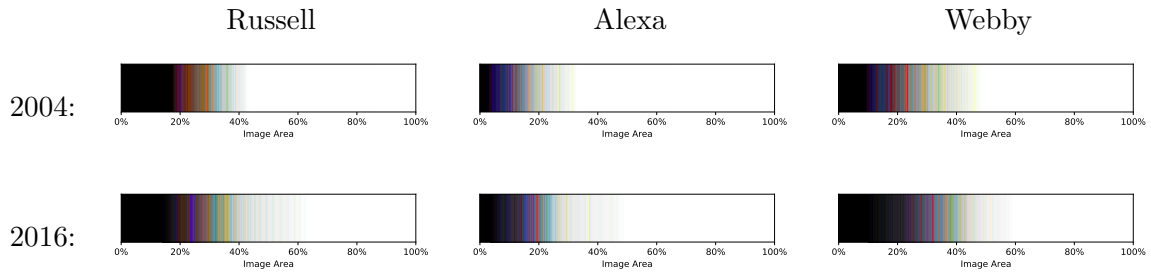 Russell Alexa Webby
2004:
0% 20% 40% 60% 80% 100% 0% 20% 40% 60% 80% 100% 0% 20% 40% 60% 80% 100%
Image Area Image Area Image Area
2016:
0% 20% 40% 60% 80% 100% 0% 20% 40% 60% 80% 100% 0% 20% 40% 60% 80% 100%
Image Area Image Area Image Area